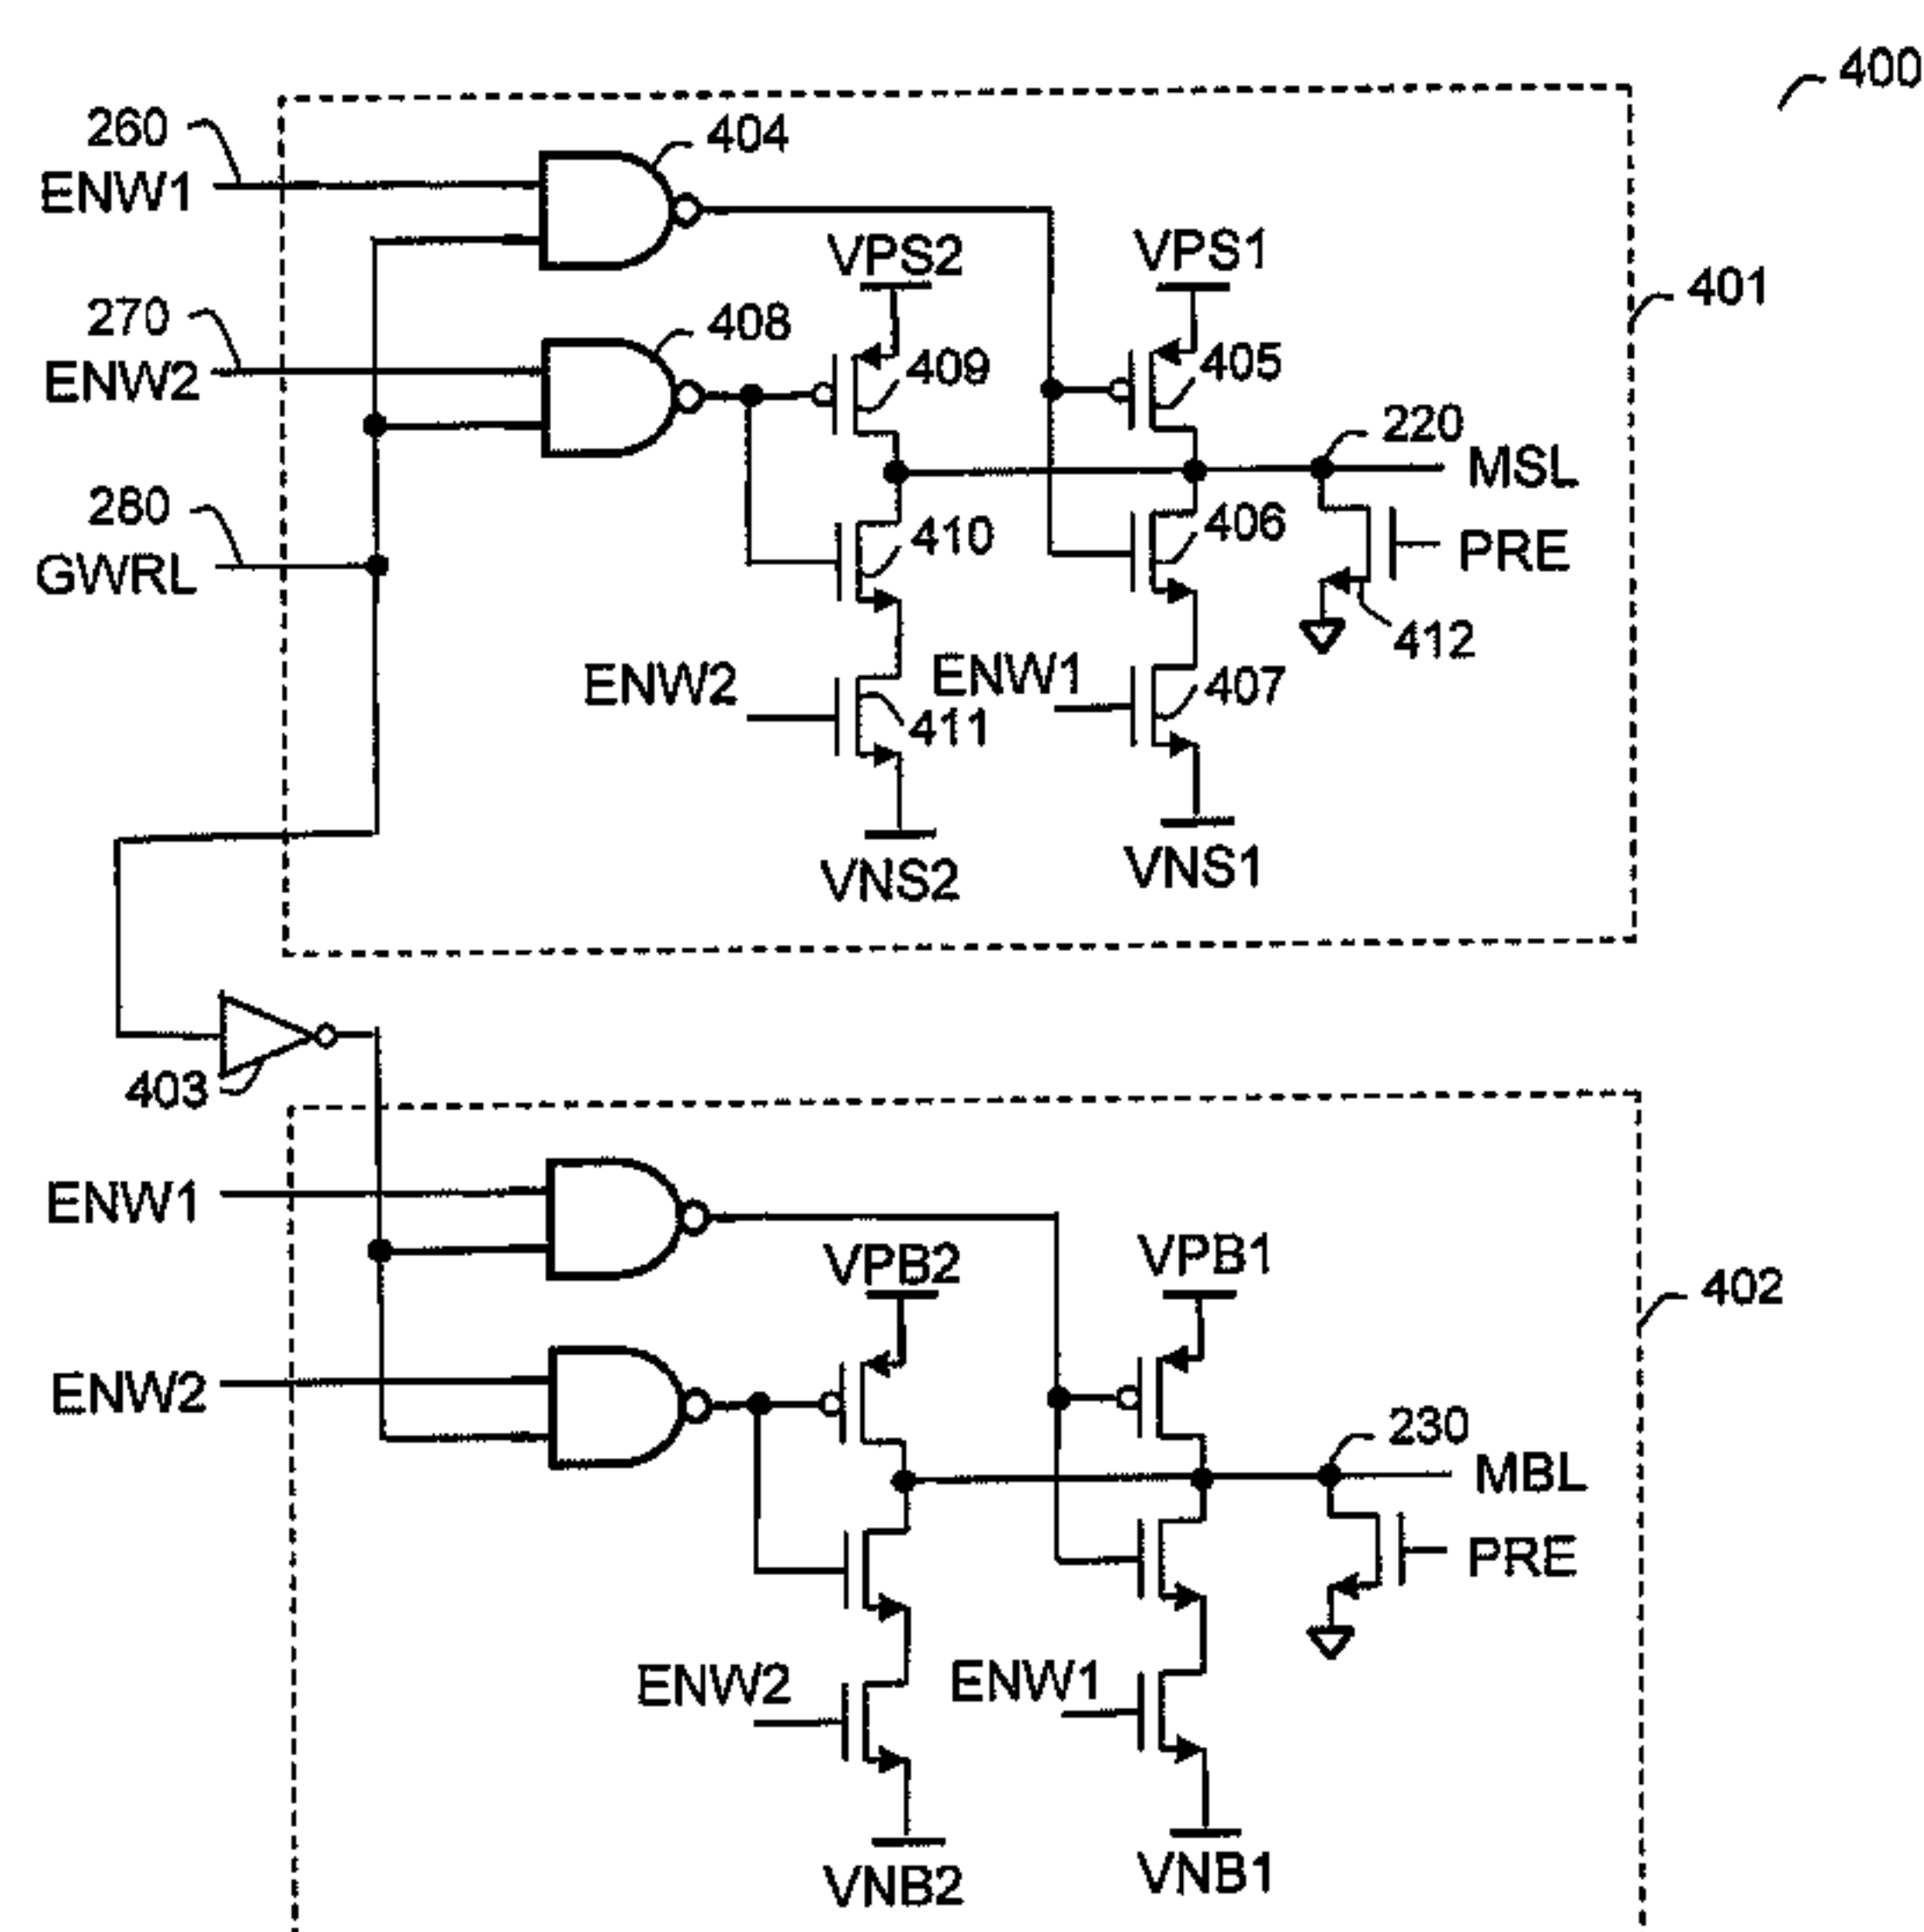 400
260
404
ENW1
VPS2
VPS1
401
270
408
ENW2
409
405
220
MSL
280
410
406
PRE
GWRL
412
ENW2
ENW1
407
411
VNS2
VNS1
403
ENW1
VPB2
VPB1
402
ENW2
230
MBL
PRE
ENW2
ENW1
VNB2
VNB1